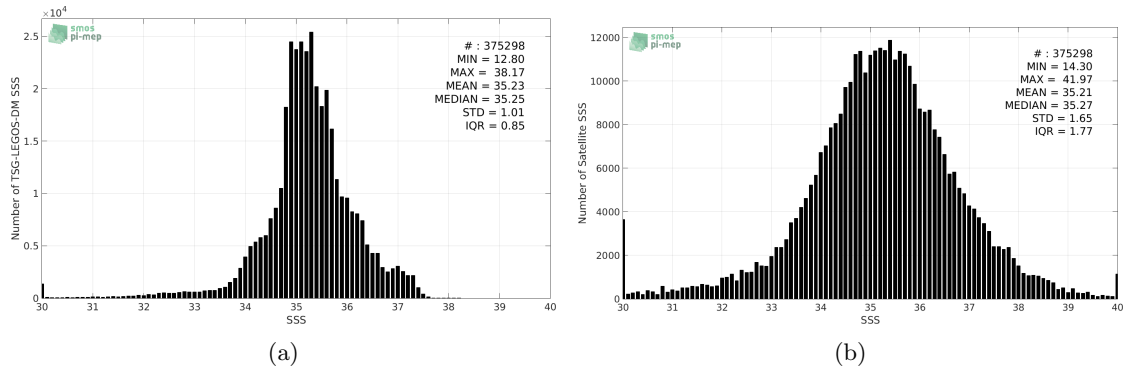 ×10⁴
smos
pi-mep
# : 375298
MIN = 12.80
MAX = 38.17
MEAN = 35.23
MEDIAN = 35.25
STD = 1.01
IQR = 0.85
Number of TSG-LEGOS-DM SSS
2.5
2
1.5
1
0.5
0
30 31 32 33 34 35 36 37 38 39 40
SSS
(a)
smos
pi-mep
# : 375298
MIN = 14.30
MAX = 41.97
MEAN = 35.21
MEDIAN = 35.27
STD = 1.65
IQR = 1.77
Number of Satellite SSS
12000
10000
8000
6000
4000
2000
0
30 31 32 33 34 35 36 37 38 39 40
SSS
(b)